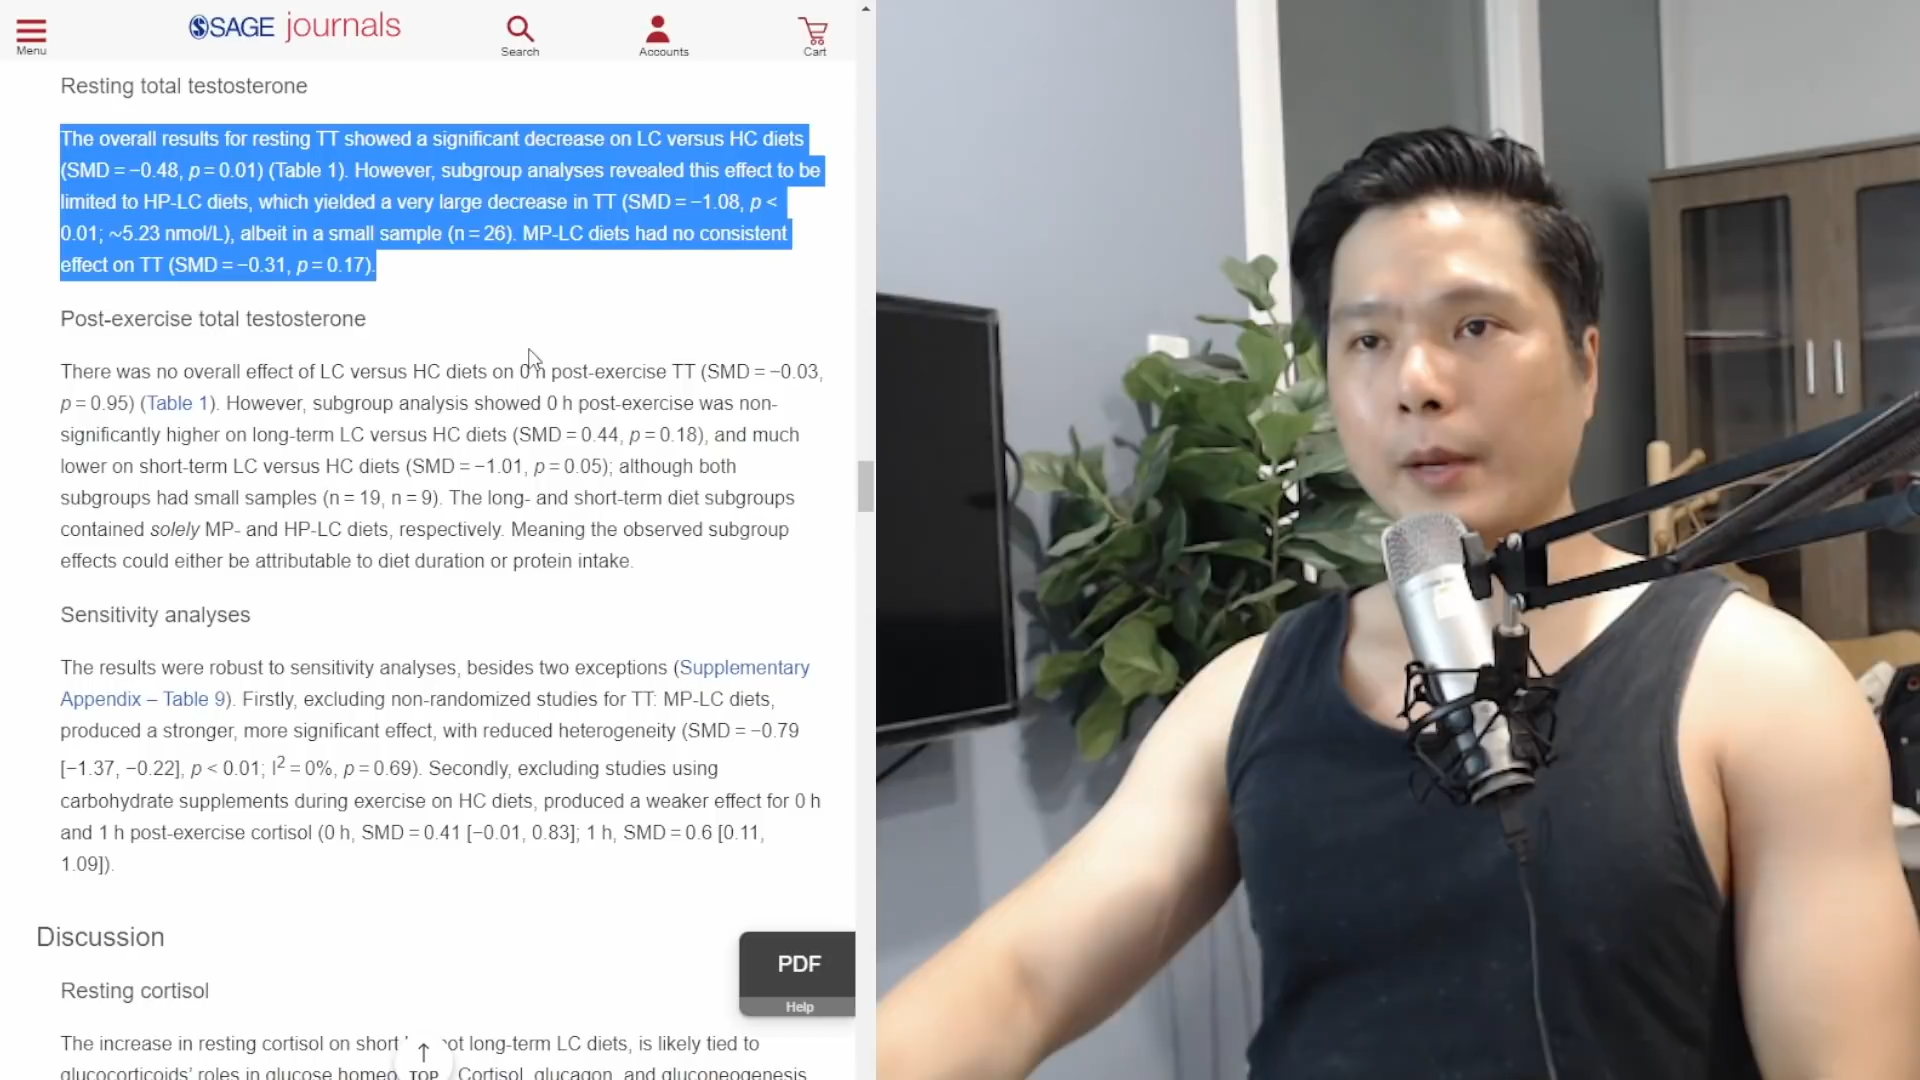 Menu
SAGE journals
Search
Accounts
Cart
Resting total testosterone
The overall results for resting TT showed a significant decrease on LC versus HC diets
(SMD = −0.48, p = 0.01) (Table 1). However, subgroup analyses revealed this effect to be
limited to HP-LC diets, which yielded a very large decrease in TT (SMD = −1.08, p <
0.01; ~5.23 nmol/L), albeit in a small sample (n = 26). MP-LC diets had no consistent
effect on TT (SMD = −0.31, p = 0.17).
Post-exercise total testosterone
There was no overall effect of LC versus HC diets on 0 h post-exercise TT (SMD = −0.03,
p = 0.95) (Table 1). However, subgroup analysis showed 0 h post-exercise was non-
significantly higher on long-term LC versus HC diets (SMD = 0.44, p = 0.18), and much
lower on short-term LC versus HC diets (SMD = −1.01, p = 0.05); although both
subgroups had small samples (n = 19, n = 9). The long- and short-term diet subgroups
contained solely MP- and HP-LC diets, respectively. Meaning the observed subgroup
effects could either be attributable to diet duration or protein intake.
Sensitivity analyses
The results were robust to sensitivity analyses, besides two exceptions (Supplementary
Appendix – Table 9). Firstly, excluding non-randomized studies for TT: MP-LC diets,
produced a stronger, more significant effect, with reduced heterogeneity (SMD = −0.79
[−1.37, −0.22], p < 0.01; I2 = 0%, p = 0.69). Secondly, excluding studies using
carbohydrate supplements during exercise on HC diets, produced a weaker effect for 0 h
and 1 h post-exercise cortisol (0 h, SMD = 0.41 [−0.01, 0.83]; 1 h, SMD = 0.6 [0.11,
1.09]).
Discussion
PDF
Help
Resting cortisol
The increase in resting cortisol on short long-term LC diets, is likely tied to
glucocorticoids' roles in glucose Cortisol, glucagon, and gluconeogenesis
TOP